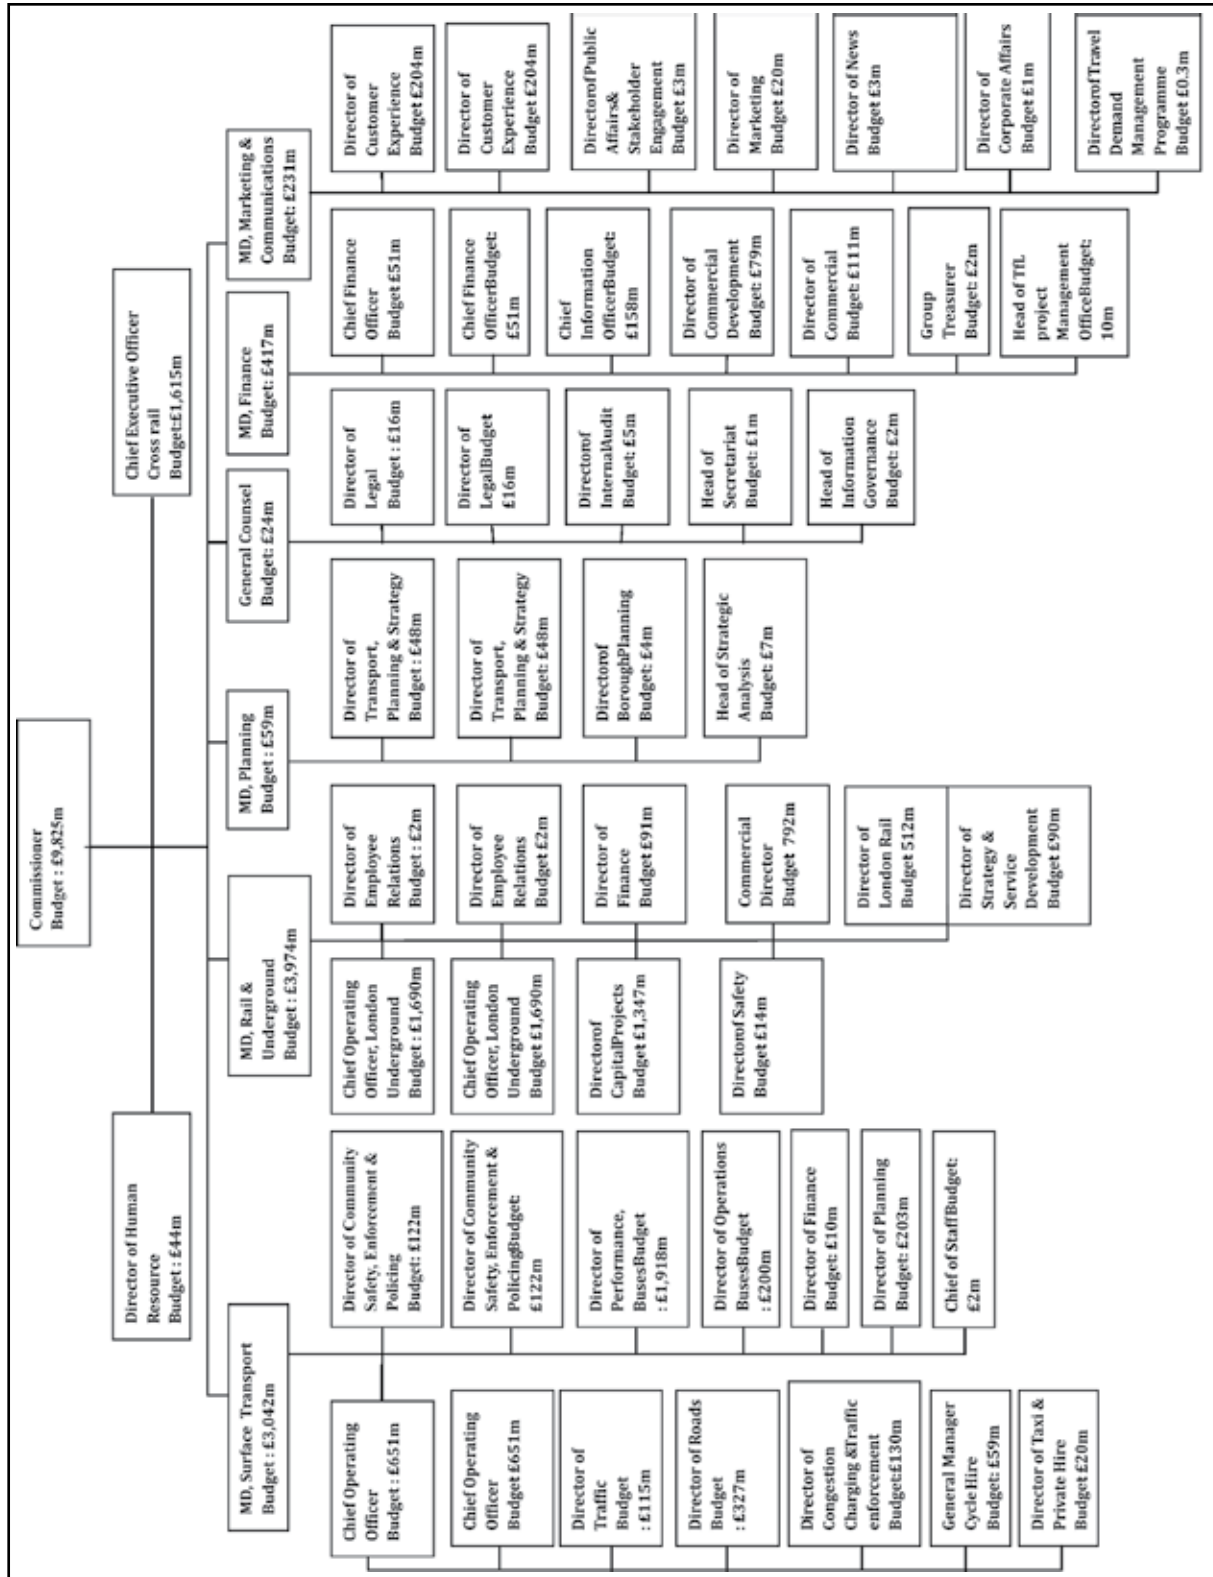 Commissioner
Budget : £9,825m
Director of Human
Resource
Budget : £44m
Chief Executive Officer
Cross rail
Budget:£1,615m
MD, Surface Transport
Budget : £3,042m
MD, Rail &
Underground
Budget : £3,974m
MD, Planning
Budget : £59m
General Counsel
Budget: £24m
MD, Finance
Budget: £417m
MD, Marketing &
Communications
Budget: £231m
Chief Operating
Officer
Budget : £651m
Chief Operating
Officer
Budget £651m
Director of
Traffic
Budget
: £115m
Director of Roads
Budget
: £327m
Director of
Congestion
Charging &Traffic
enforcement
Budget:£130m
General Manager
Cycle Hire
Budget: £59m
Director of Taxi &
Private Hire
Budget £20m
Director of Community
Safety, Enforcement &
Policing
Budget: £122m
Director of Community
Safety, Enforcement &
PolicingBudget:
£122m
Director of
Performance,
BusesBudget
: £1,918m
Director of Operations
BusesBudget
: £200m
Director of Finance
Budget: £10m
Director of Planning
Budget: £203m
Chief of StaffBudget:
£2m
Chief Operating
Officer, London
Underground
Budget : £1,690m
Chief Operating
Officer, London
Underground
Budget £1,690m
Directorof
CapitalProjects
Budget £1,347m
Directorof Safety
Budget £14m
Director of
Employee
Relations
Budget : £2m
Director of
Employee
Relations
Budget £2m
Director of
Finance
Budget £91m
Commercial
Director
Budget 792m
Director of
London Rail
Budget 512m
Director of
Strategy &
Service
Development
Budget £90m
Director of
Transport,
Planning & Strategy
Budget : £48m
Director of
Transport,
Planning & Strategy
Budget: £48m
Directorof
BoroughPlanning
Budget: £4m
Head of Strategic
Analysis
Budget: £7m
Director of
Legal
Budget : £16m
Director of
LegalBudget
£16m
Directorof
InternalAudit
Budget: £5m
Head of
Secretariat
Budget: £1m
Head of
Information
Governance
Budget: £2m
Chief Finance
Officer
Budget £51m
Chief Finance
OfficerBudget:
£51m
Chief
Information
OfficerBudget:
£158m
Director of
Commercial
Development
Budget: £79m
Director of
Commercial
Budget: £111m
Group
Treasurer
Budget: £2m
Head of TfL
project
Management
OfficeBudget:
10m
Director of
Customer
Experience
Budget £204m
Director of
Customer
Experience
Budget £204m
DirectorofPublic
Affairs&
Stakeholder
Engagement
Budget £3m
Director of
Marketing
Budget £20m
Director of News
Budget £3m
Director of
Corporate Affairs
Budget £1m
DirectorofTravel
Demand
Management
Programme
Budget £0.3m